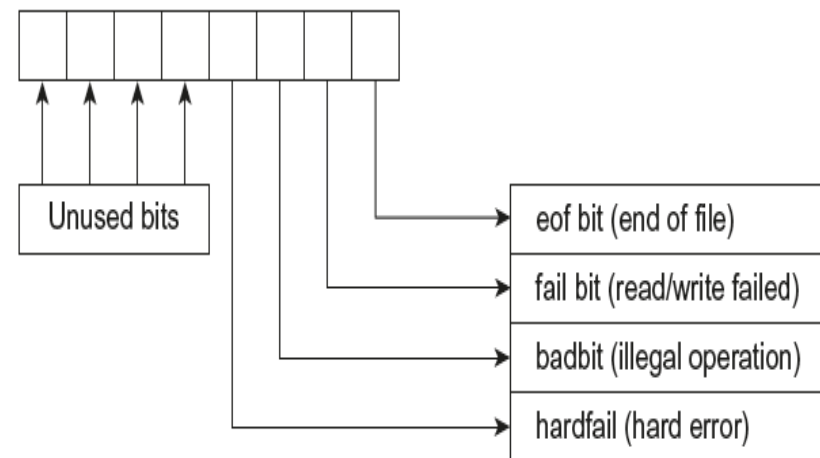 Unused bits
eof bit (end of file)
fail bit (read/write failed)
badbit (illegal operation)
hardfail (hard error)